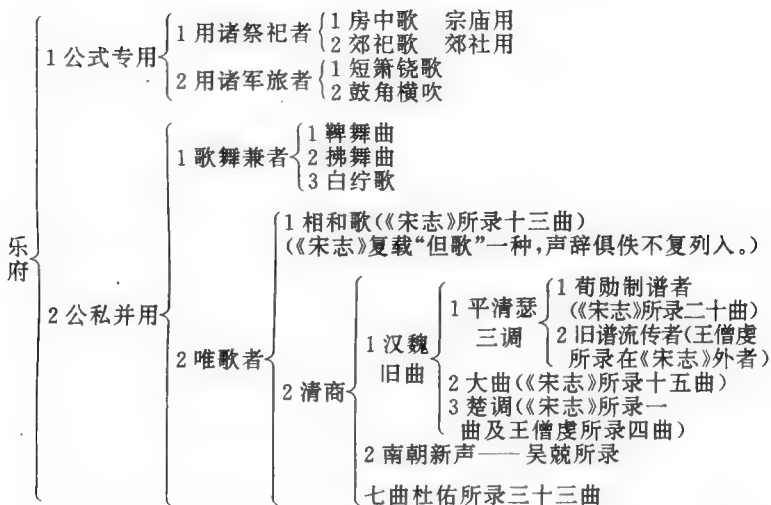 乐府
1 公式专用
1 用诸祭祀者
1 房中歌 宗庙用
2 郊祀歌 郊社用
2 用诸军旅者
1 短箫铙歌
2 鼓角横吹
2 公私并用
1 歌舞兼者
1 鞞舞曲
2 拂舞曲
3 白纻歌
2 唯歌者
1 相和歌(《宋志》所录十三曲)
(《宋志》复载“但歌”一种,声辞俱佚不复列入。)
2 清商
1 汉魏
旧曲
1 平清瑟
三调
1 荀勋制谱者
(《宋志》所录二十曲)
2 旧谱流传者(王僧虔
所录在《宋志》外者)
2 大曲(《宋志》所录十五曲)
3 楚调(《宋志》所录一
曲及王僧虔所录四曲)
2 南朝新声——吴兢所录
七曲杜佑所录三十三曲